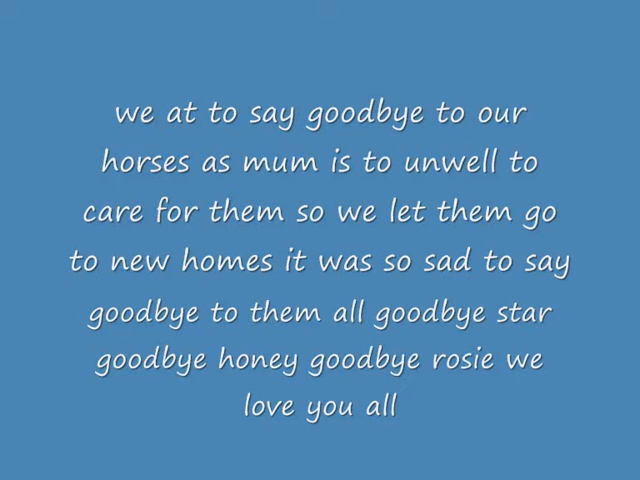 we at to say goodbye to our
horses as mum is to unwell to
care for them so we let them go
to new homes it was so sad to say
goodbye to them all goodbye star
goodbye honey goodbye rosie we
love you all